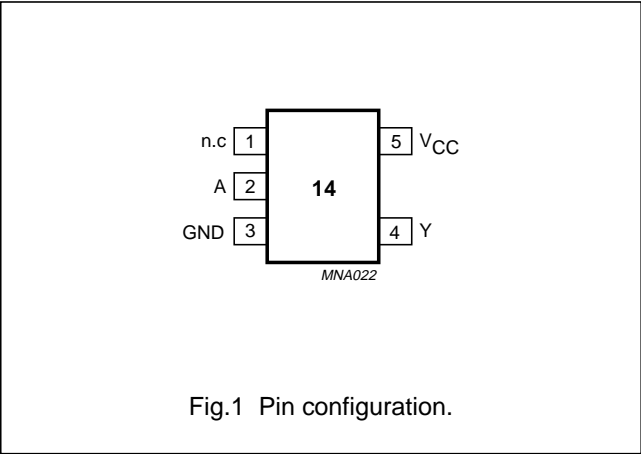 n.c 1 5 VCC
A 2 14
GND 3 4 Y
MNA022
Fig.1 Pin configuration.